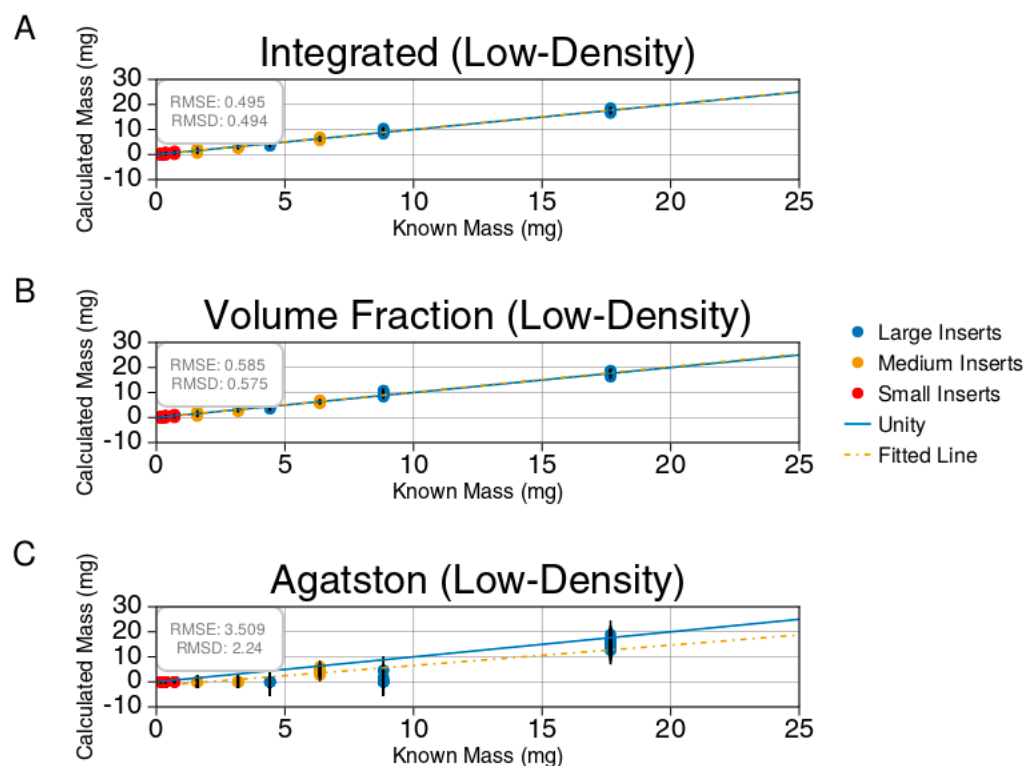 A
Integrated (Low-Density)
Calculated Mass (mg)
30
20
10
0
-10
RMSE: 0.495
RMSD: 0.494
0 5 10 15 20 25
Known Mass (mg)
B
Volume Fraction (Low-Density)
Calculated Mass (mg)
30
20
10
0
-10
RMSE: 0.585
RMSD: 0.575
0 5 10 15 20 25
Known Mass (mg)
Large Inserts
Medium Inserts
Small Inserts
Unity
Fitted Line
C
Agatston (Low-Density)
Calculated Mass (mg)
30
20
10
0
-10
RMSE: 3.509
RMSD: 2.24
0 5 10 15 20 25
Known Mass (mg)